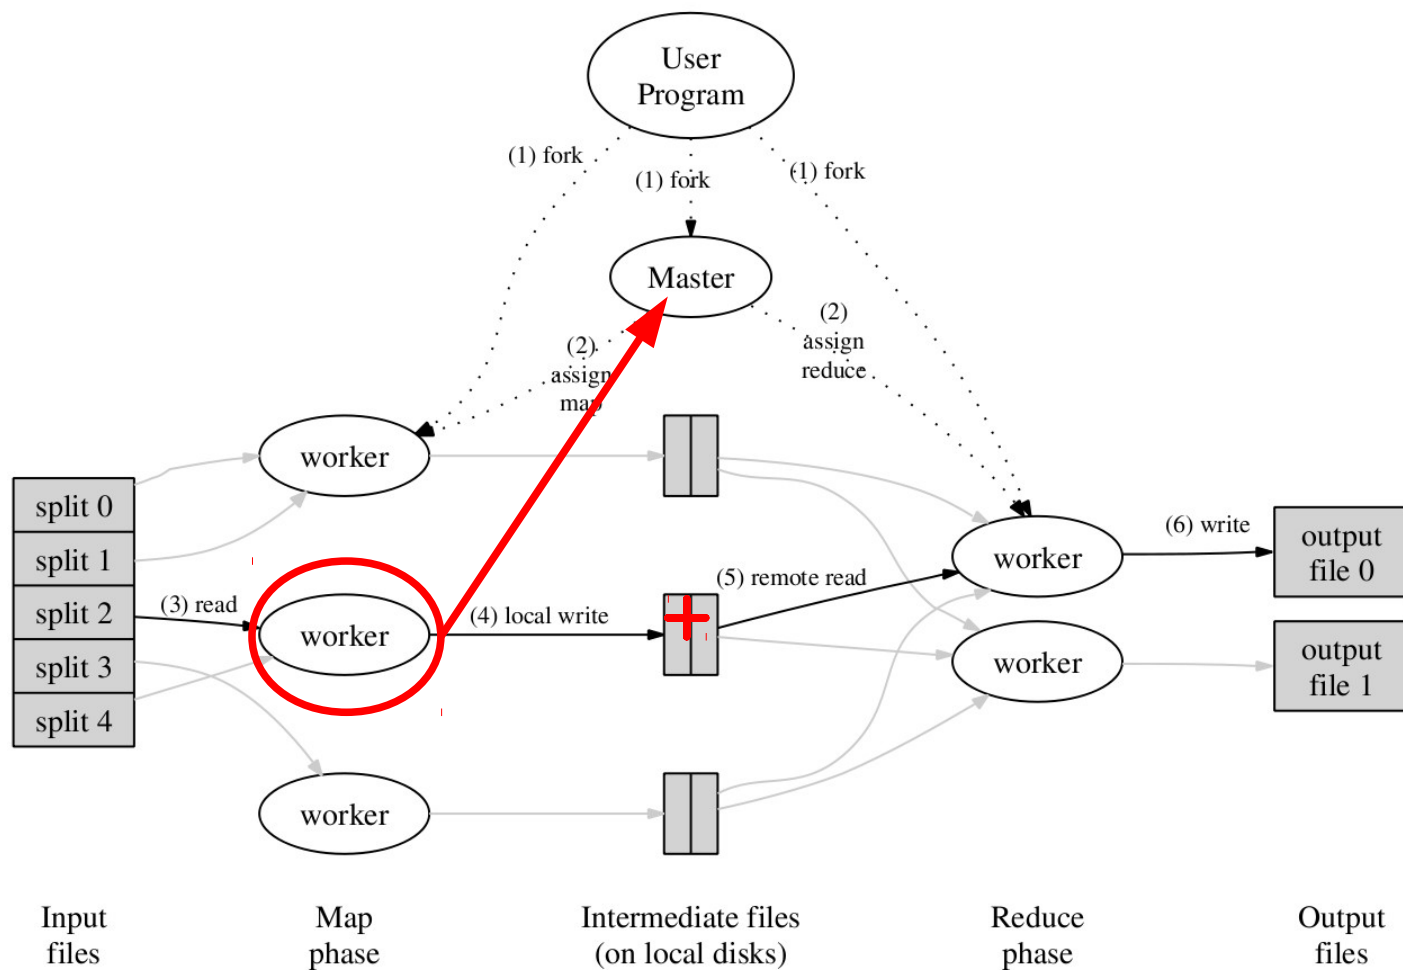 User
Program
(1) fork
(1) fork
(1) fork
Master
(2)
assign
map
(2)
assign
reduce
worker
split 0
split 1
split 2
split 3
split 4
(3) read
worker
(4) local write
(5) remote read
worker
(6) write
output
file 0
worker
output
file 1
worker
Input
files
Map
phase
Intermediate files
(on local disks)
Reduce
phase
Output
files